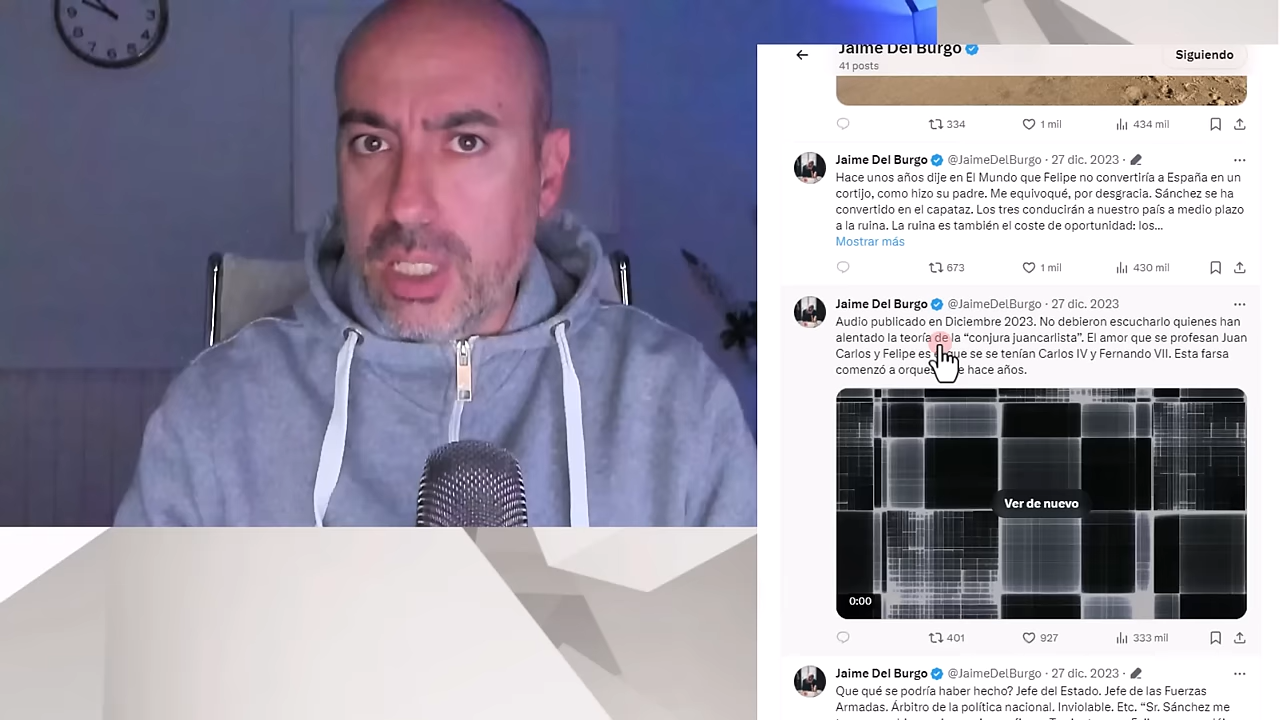 9
8
7
6
5
4
Jaime Del Burgo
41 posts
Siguiendo
334
1 mil
434 mil
Jaime Del Burgo @JaimeDelBurgo · 27 dic. 2023 ·
Hace unos años dije en El Mundo que Felipe no convertiría a España en un
cortijo, como hizo su padre. Me equivoqué, por desgracia. Sánchez se ha
convertido en el capataz. Los tres conducirán a nuestro país a medio plazo
a la ruina. La ruina es también el coste de oportunidad: los…
Mostrar más
673
1 mil
430 mil
Jaime Del Burgo @JaimeDelBurgo · 27 dic. 2023
Audio publicado en Diciembre 2023. No debieron escucharlo quienes han
alentado la teoría de la “conjura juancarlista”. El amor que se profesan Juan
Carlos y Felipe es que se se tenían Carlos IV y Fernando VII. Esta farsa
comenzó a hace años.
Ver de nuevo
0:00
401
927
333 mil
Jaime Del Burgo @JaimeDelBurgo · 27 dic. 2023 ·
Que qué se podría haber hecho? Jefe del Estado. Jefe de las Fuerzas
Armadas. Árbitro de la política nacional. Inviolable. Etc. “Sr. Sánchez me